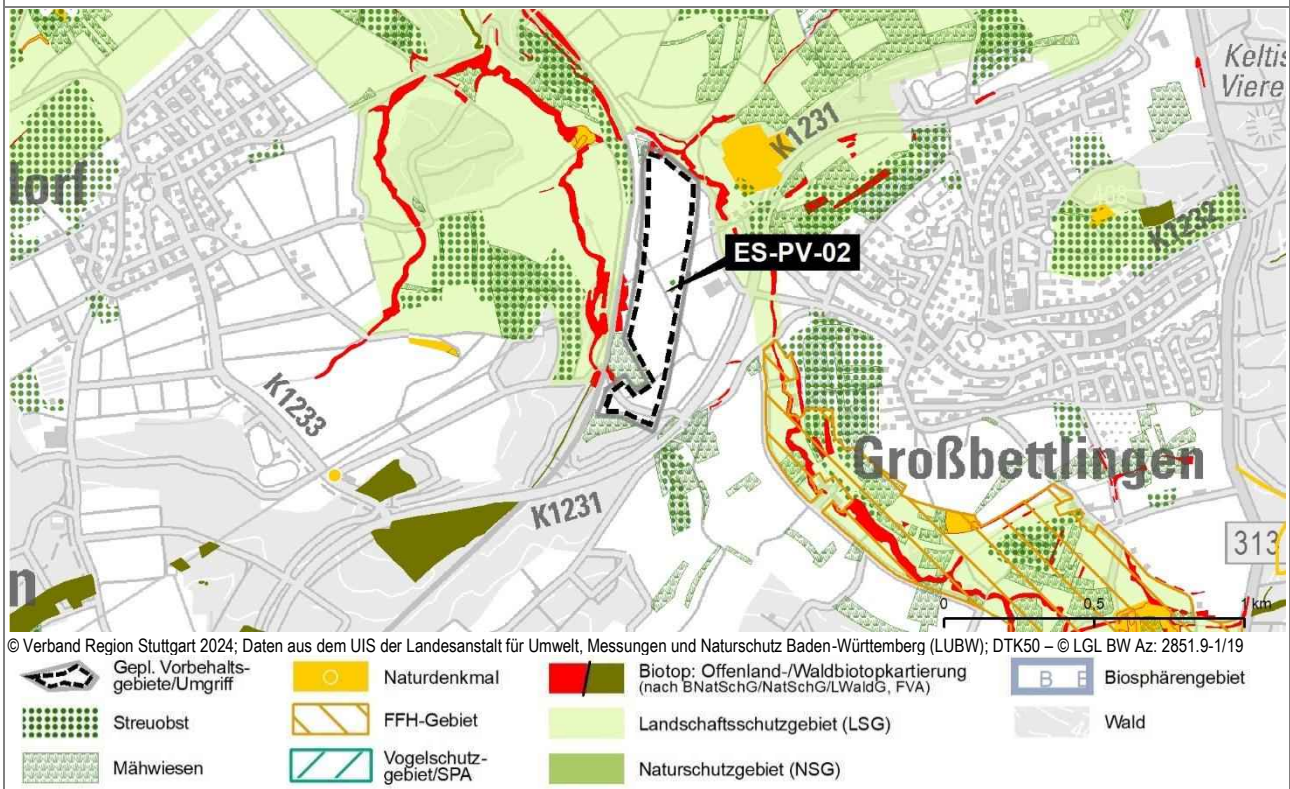 Keltis
Viere
K1231
dorf
408
K1232
ES-PV-02
K1233
Großbettlingen
K1231
313
n
0 0,5 1 km
© Verband Region Stuttgart 2024; Daten aus dem UIS der Landesanstalt für Umwelt, Messungen und Naturschutz Baden-Württemberg (LUBW); DTK50 – © LGL BW Az: 2851.9-1/19
Gepl. Vorbehalts-
gebiete/Umgriff
Naturdenkmal
Biotop: Offenland-/Waldbiotopkartierung
(nach BNatSchG/NatSchG/LWaldG, FVA)
B E
Biosphärengebiet
Streuobst
FFH-Gebiet
Landschaftsschutzgebiet (LSG)
Wald
Mähwiesen
Vogelschutz-
gebiet/SPA
Naturschutzgebiet (NSG)